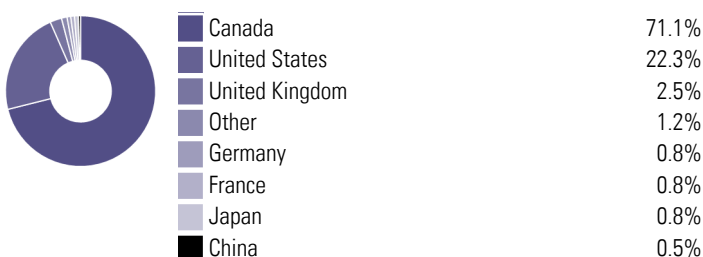 Canada 71.1%
United States 22.3%
United Kingdom 2.5%
Other 1.2%
Germany 0.8%
France 0.8%
Japan 0.8%
China 0.5%